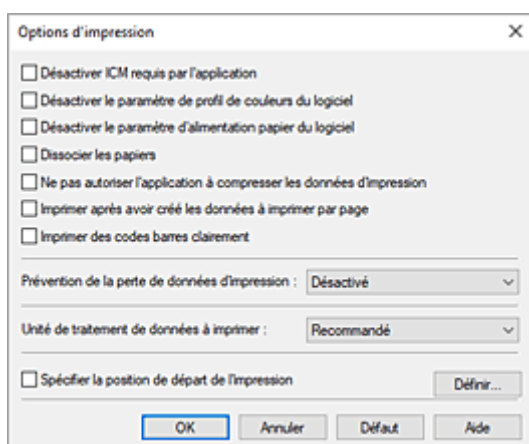 Options d'impression
Désactiver ICM requis par l'application
Désactiver le paramètre de profil de couleurs du logiciel
Désactiver le paramètre d'alimentation papier du logiciel
Dissocier les papiers
Ne pas autoriser l'application à compresser les données d'impression
Imprimer après avoir créé les données à imprimer par page
Imprimer des codes barres clairement
Prévention de la perte de données d'impression : Désactivé
Unité de traitement de données à imprimer : Recommandé
Spécifier la position de départ de l'impression Définir...
OK Annuler Défaut Aide